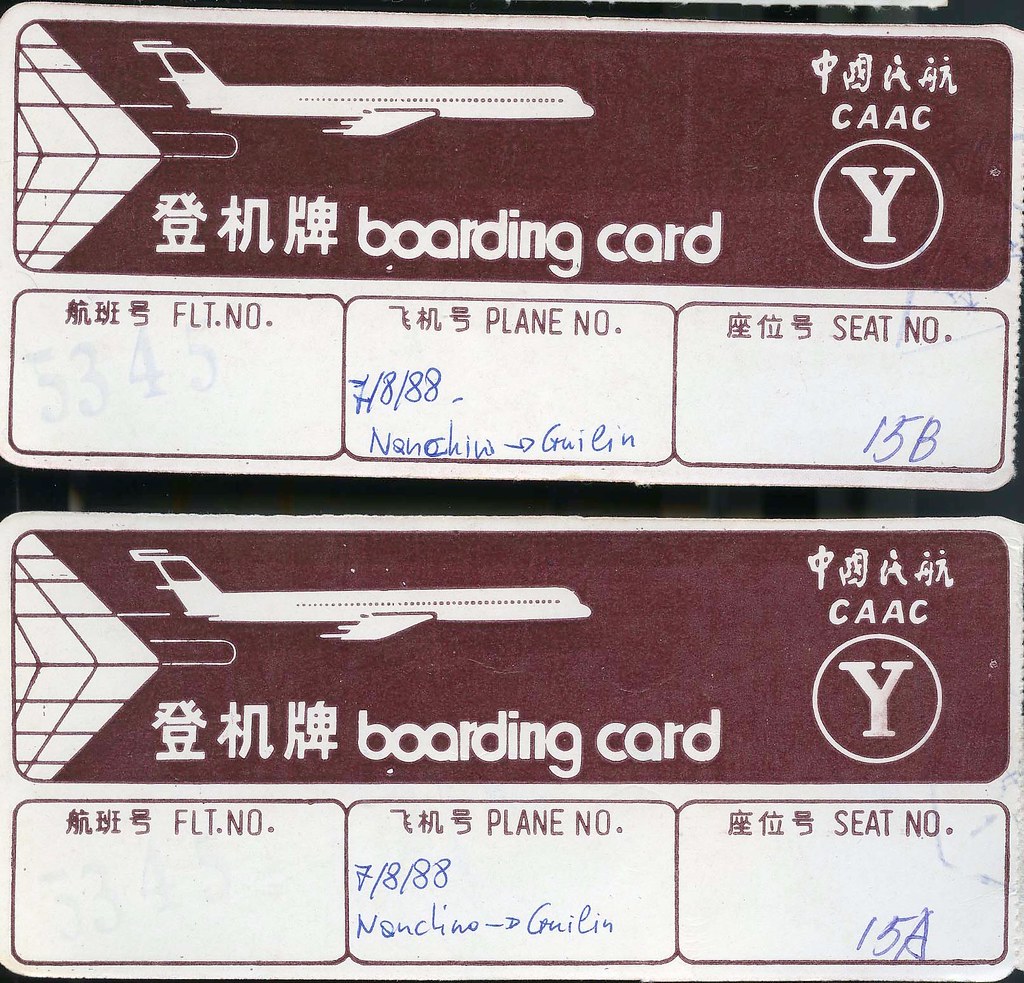 中国民航
CAAC
Y
登机牌 boarding card
航班号 FLT.NO.
飞机号 PLANE NO.
座位号 SEAT NO.
5345
7/8/88 -
Nanchino → Guilin
15B
中国民航
CAAC
Y
登机牌 boarding card
航班号 FLT.NO.
飞机号 PLANE NO.
座位号 SEAT NO.
5345
7/8/88
Nanchino → Guilin
15A